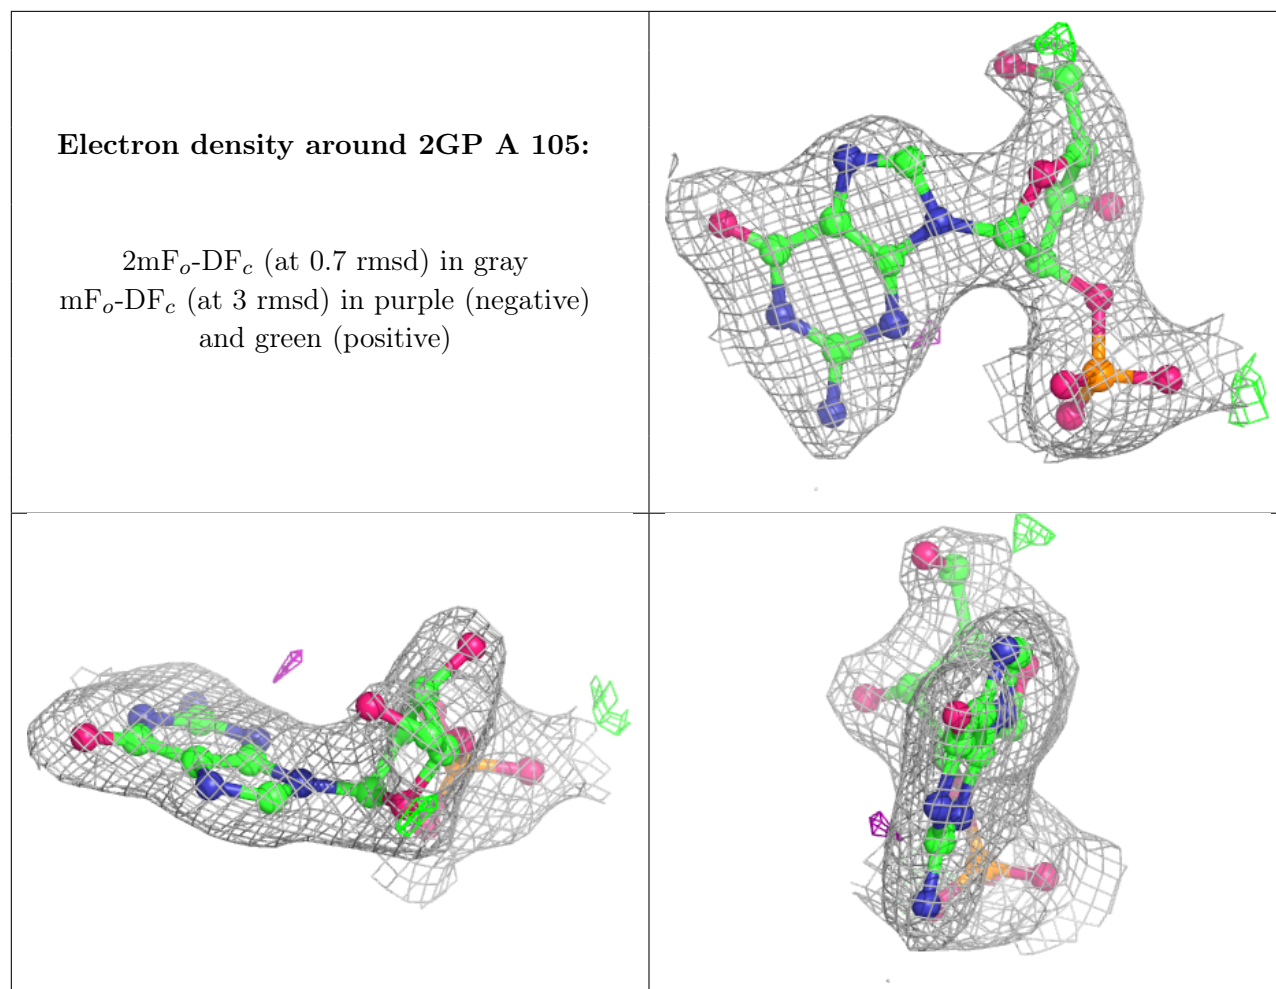 Electron density around 2GP A 105:
2mFo-DFc (at 0.7 rmsd) in gray
mFo-DFc (at 3 rmsd) in purple (negative)
and green (positive)